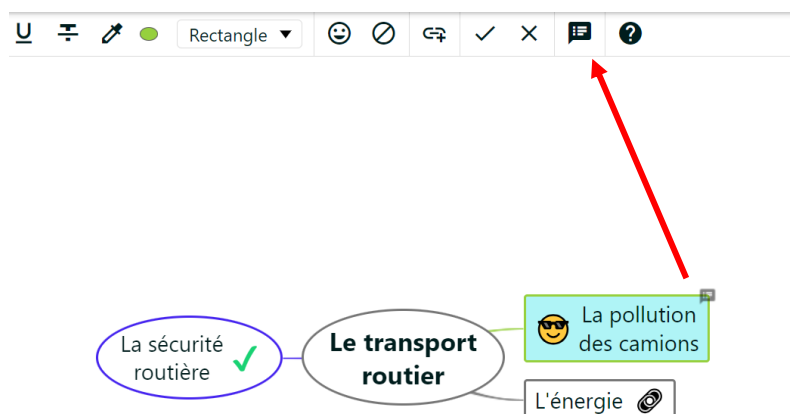 U T Rectangle
La sécurité
routière
Le transport
routier
La pollution
des camions
L'énergie